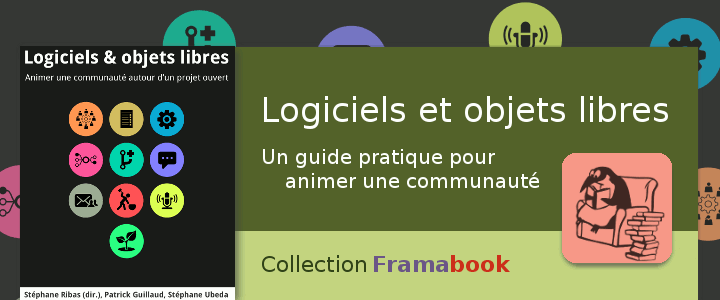 Logiciels & objets libres
Animer une communauté autour d'un projet ouvert
Stéphane Ribas (dir.), Patrick Guillaud, Stéphane Ubeda
Logiciels et objets libres
Un guide pratique pour
animer une communauté
Collection Framabook